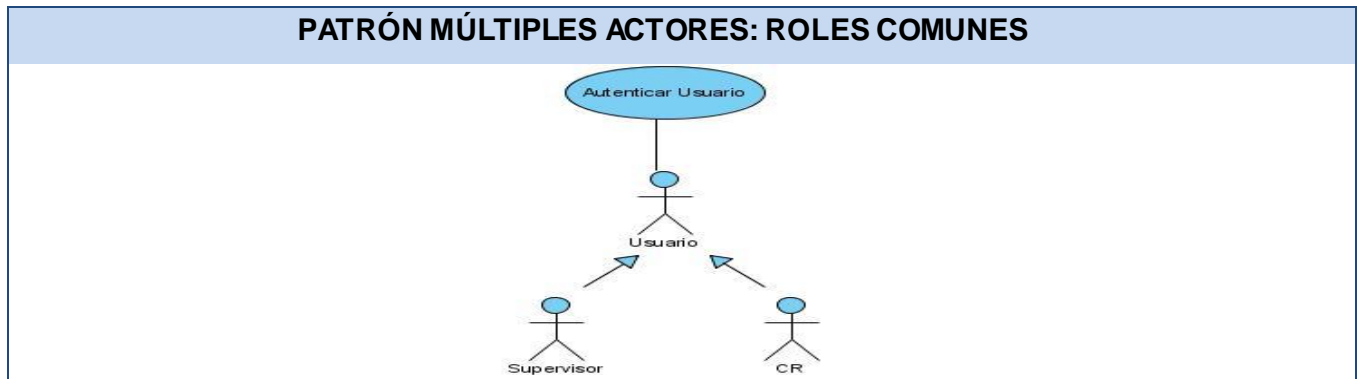 PATRÓN MÚLTIPLES ACTORES: ROLES COMUNES
Autenticar Usuario
Usuario
Supervisor
CR